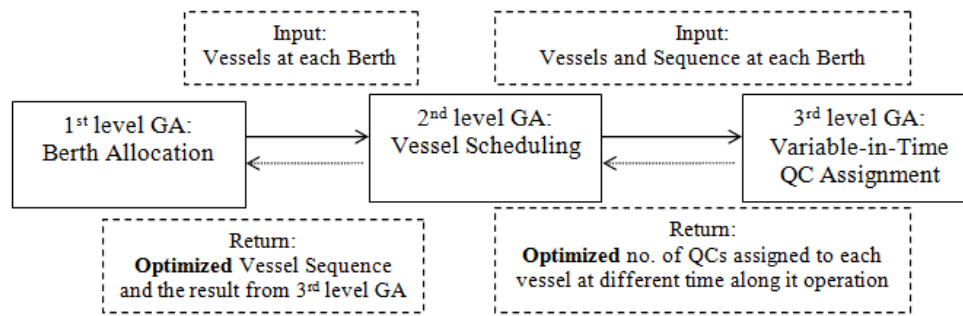 Input:
Vessels at each Berth
Input:
Vessels and Sequence at each Berth
1st level GA:
Berth Allocation
2nd level GA:
Vessel Scheduling
3rd level GA:
Variable-in-Time
QC Assignment
Return:
Optimized Vessel Sequence
and the result from 3rd level GA
Return:
Optimized no. of QCs assigned to each
vessel at different time along it operation